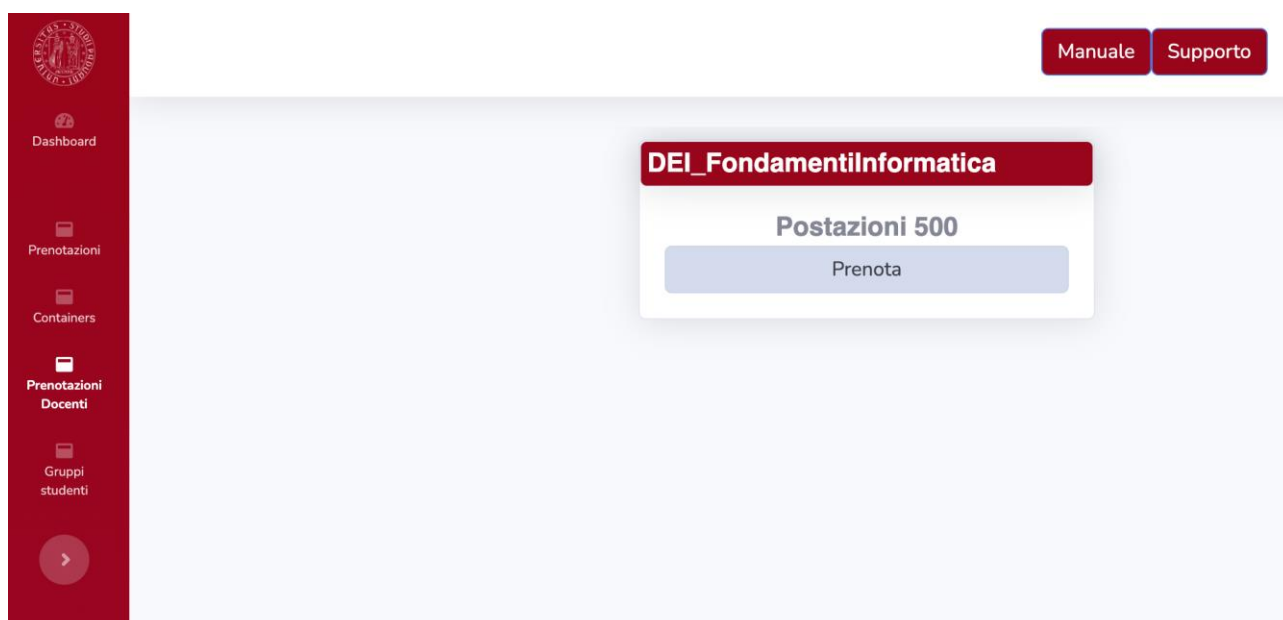 Manuale
Supporto
Dashboard
Prenotazioni
Containers
Prenotazioni
Docenti
Gruppi
studenti
DEI_FondamentiInformatica
Postazioni 500
Prenota